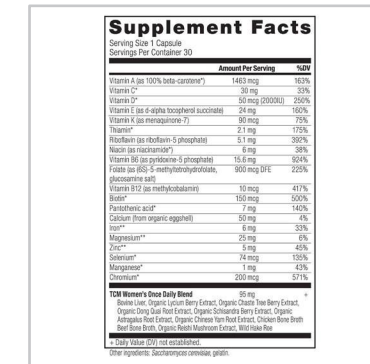 Supplement Facts
Serving Size 1 Capsule
Servings Per Container 30
Amount Per Serving %DV
Vitamin A (as 100% beta-carotene*) 1463 mcg 163%
Vitamin C* 30 mg 33%
Vitamin D* 50 mcg (2000IU) 250%
Vitamin E (as d-alpha tocopherol succinate) 24 mg 160%
Vitamin K (as menaquinone-7) 90 mcg 75%
Thiamin* 2.1 mg 175%
Riboflavin (as riboflavin-5 phosphate) 5.1 mg 392%
Niacin (as niacinamide*) 6 mg 38%
Vitamin B6 (as pyridoxine-5 phosphate) 15.6 mg 924%
Folate (as (6S)-5-methyltetrohydrofolate, 900 mcg DFE 225%
glucosamine salt)
Vitamin B12 (as methylcobalamin) 10 mcg 417%
Biotin* 150 mcg 500%
Pantothenic acid* 7 mg 140%
Calcium (from organic eggshell) 50 mg 4%
Iron** 6 mg 33%
Magnesium** 25 mg 6%
Zinc** 5 mg 45%
Selenium* 74 mcg 135%
Manganese* 1 mg 43%
Chromium* 200 mcg 571%
TCM Women's Once Daily Blend 95 mg +
Bovine Liver, Organic Lycium Berry Extract, Organic Chaste Tree Berry Extract,
Organic Dong Quai Root Extract, Organic Schisandra Berry Extract, Organic
Astragalus Root Extract, Organic Chinese Yam Root Extract, Chicken Bone Broth
Beef Bone Broth, Organic Reishi Mushroom Extract, Wild Hake Roe
+ Daily Value (DV) not established.
Other ingredients: Saccharomyces cerevisiae, gelatin.